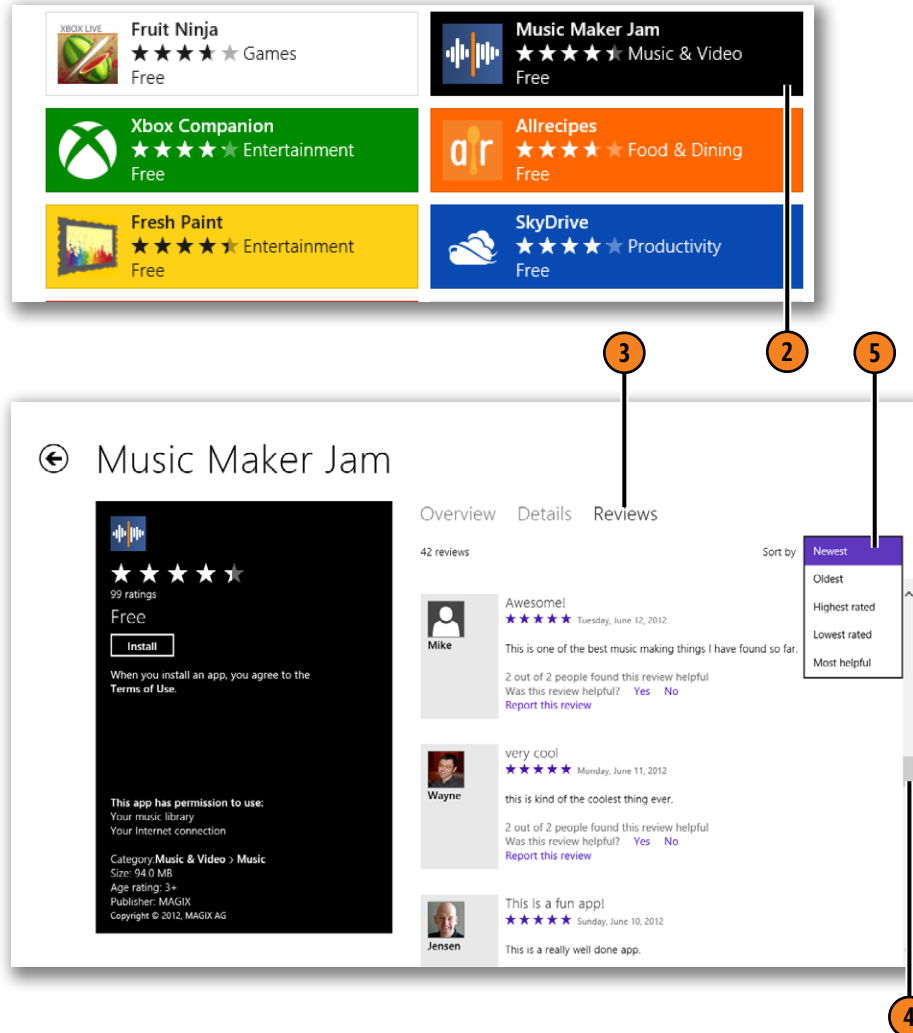 XBOX LIVE
Fruit Ninja
Games
Free
Music Maker Jam
Music & Video
Free
Xbox Companion
Entertainment
Free
ar
Allrecipes
Food & Dining
Free
Fresh Paint
Entertainment
Free
SkyDrive
Productivity
Free
3
2
5
Music Maker Jam
99 ratings
Free
Install
When you install an app, you agree to the
Terms of Use.
This app has permission to use:
Your music library
Your Internet connection
Category:Music & Video > Music
Size: 94.0 MB
Age rating: 3+
Publisher: MAGIX
Copyright © 2012, MAGIX AG
Overview Details Reviews
42 reviews
Sort by
Newest
Oldest
Highest rated
Lowest rated
Most helpful
Mike
Awesome!
Tuesday, June 12, 2012
This is one of the best music making things I have found so far.
2 out of 2 people found this review helpful
Was this review helpful? Yes No
Report this review
Wayne
very cool
Monday, June 11, 2012
this is kind of the coolest thing ever.
2 out of 2 people found this review helpful
Was this review helpful? Yes No
Report this review
Jensen
This is a fun app!
Sunday, June 10, 2012
This is a really well done app.
4